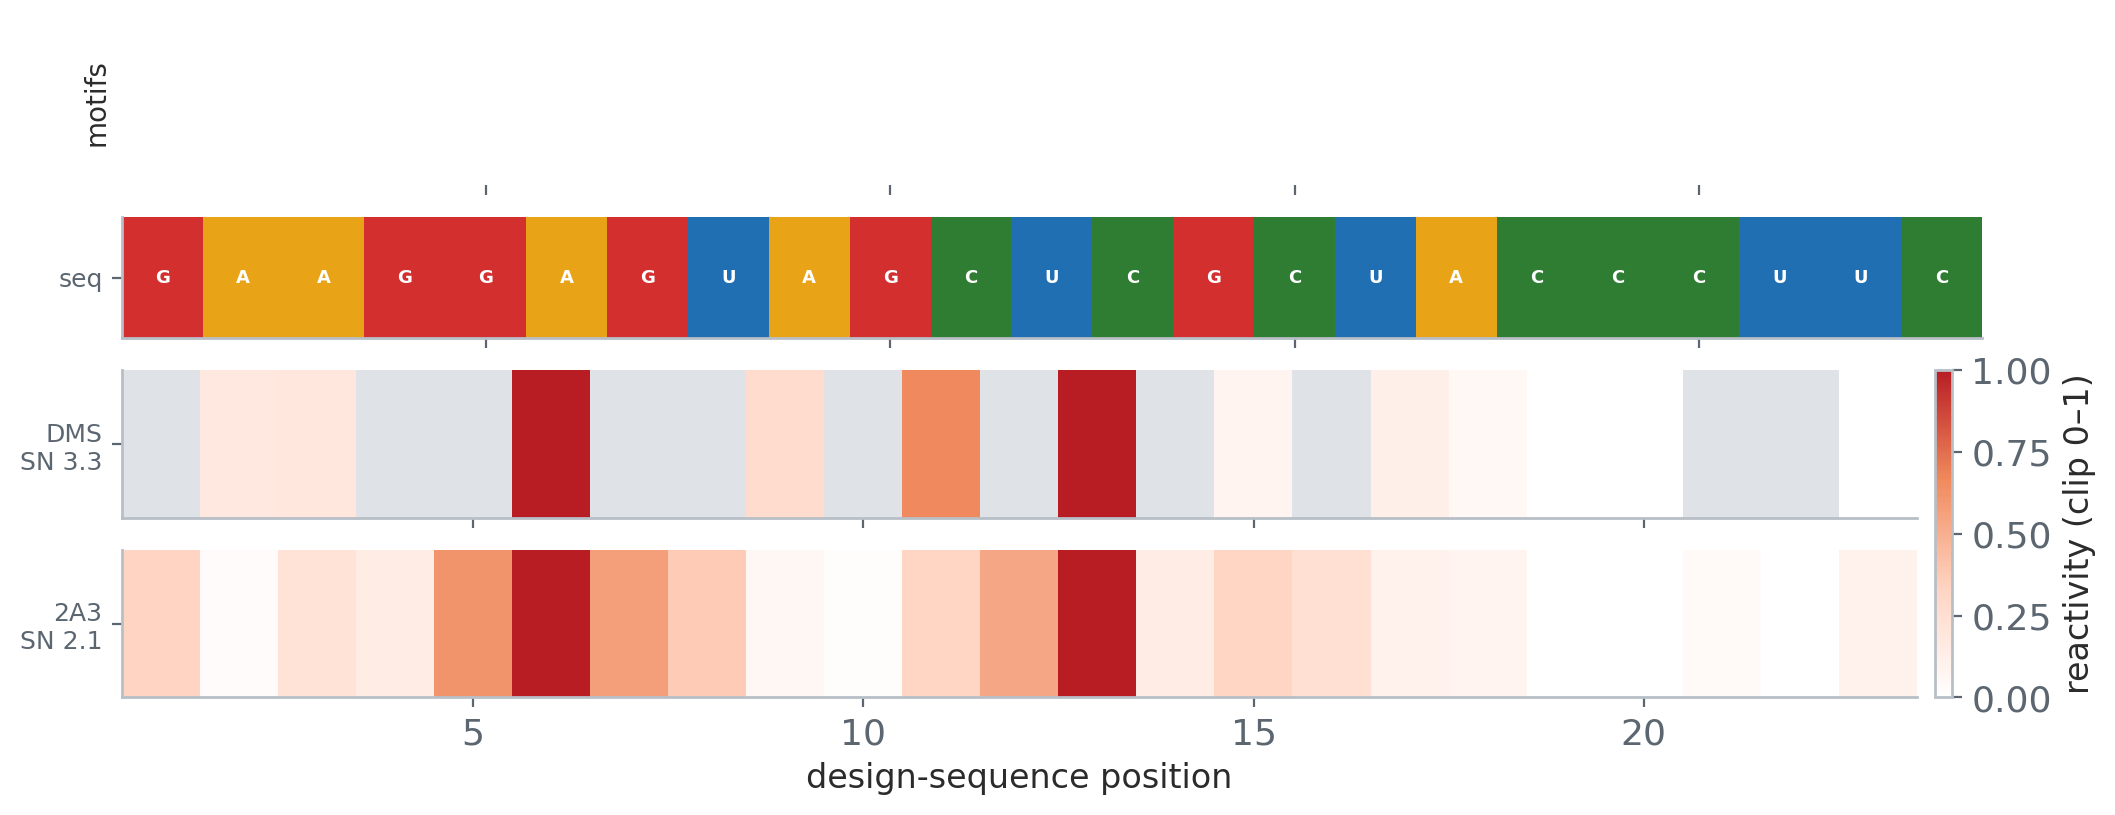 motifs
seq
G A A G G A G U A G C U C G C U A C C C U U C
DMS
SN 3.3
2A3
SN 2.1
1.00
0.75
0.50
0.25
0.00
reactivity (clip 0–1)
5 10 15 20
design-sequence position